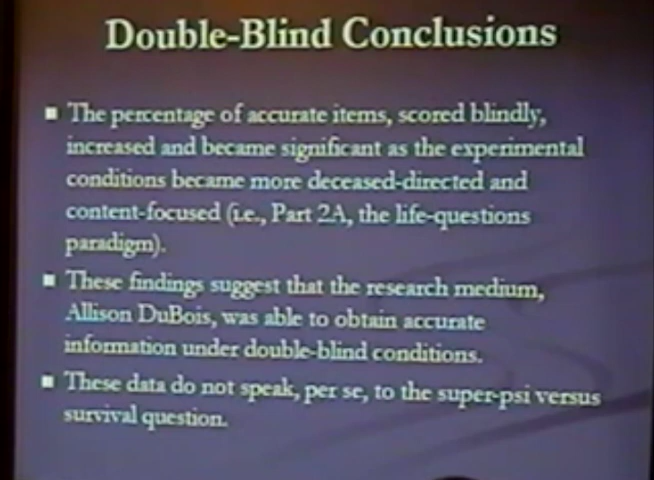 Double-Blind Conclusions
■ The percentage of accurate items, scored blindly,
increased and became significant as the experimental
conditions became more deceased-directed and
content-focused (i.e., Part 2A, the life-questions
paradigm).
■ These findings suggest that the research medium,
Allison DuBois, was able to obtain accurate
information under double-blind conditions.
■ These data do not speak, per se, to the super-psi versus
survival question.